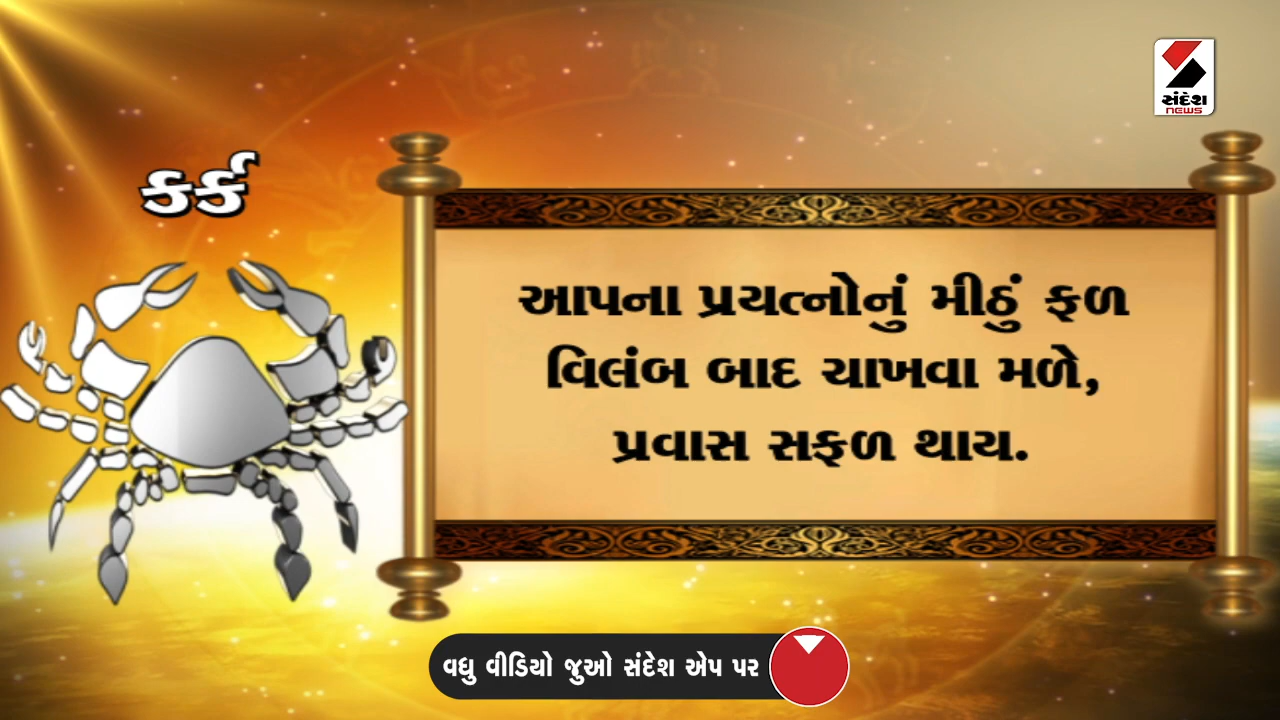 સંદેશ
NEWS
કર્ક
આપના પ્રયત્નોનું મીઠું ફળ
વિલંબ બાદ ચાખવા મળે,
પ્રવાસ સફળ થાય.
વધુ વીડિયો જુઓ સંદેશ એપ પર